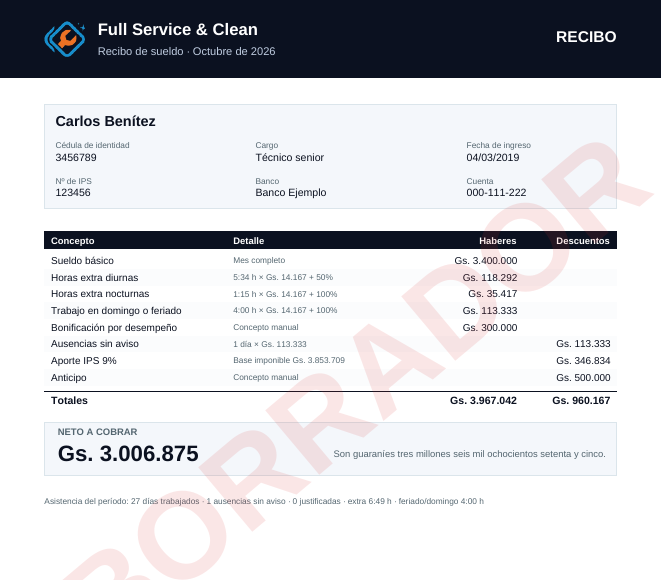 Full Service & Clean
Recibo de sueldo · Octubre de 2026
RECIBO
Carlos Benítez
Cédula de identidad Cargo Fecha de ingreso
3456789 Técnico senior 04/03/2019
Nº de IPS Banco Cuenta
123456 Banco Ejemplo 000-111-222
Concepto Detalle Haberes Descuentos
Sueldo básico Mes completo Gs. 3.400.000
Horas extra diurnas 5:34 h × Gs. 14.167 + 50% Gs. 118.292
Horas extra nocturnas 1:15 h × Gs. 14.167 + 100% Gs. 35.417
Trabajo en domingo o feriado 4:00 h × Gs. 14.167 + 100% Gs. 113.333
Bonificación por desempeño Concepto manual Gs. 300.000
Ausencias sin aviso 1 día × Gs. 113.333 Gs. 113.333
Aporte IPS 9% Base imponible Gs. 3.853.709 Gs. 346.834
Anticipo Concepto manual Gs. 500.000
Totales Gs. 3.967.042 Gs. 960.167
NETO A COBRAR
Gs. 3.006.875 Son guaraníes tres millones seis mil ochocientos setenta y cinco.
Asistencia del período: 27 días trabajados · 1 ausencias sin aviso · 0 justificadas · extra 6:49 h · feriado/domingo 4:00 h
BORRADOR